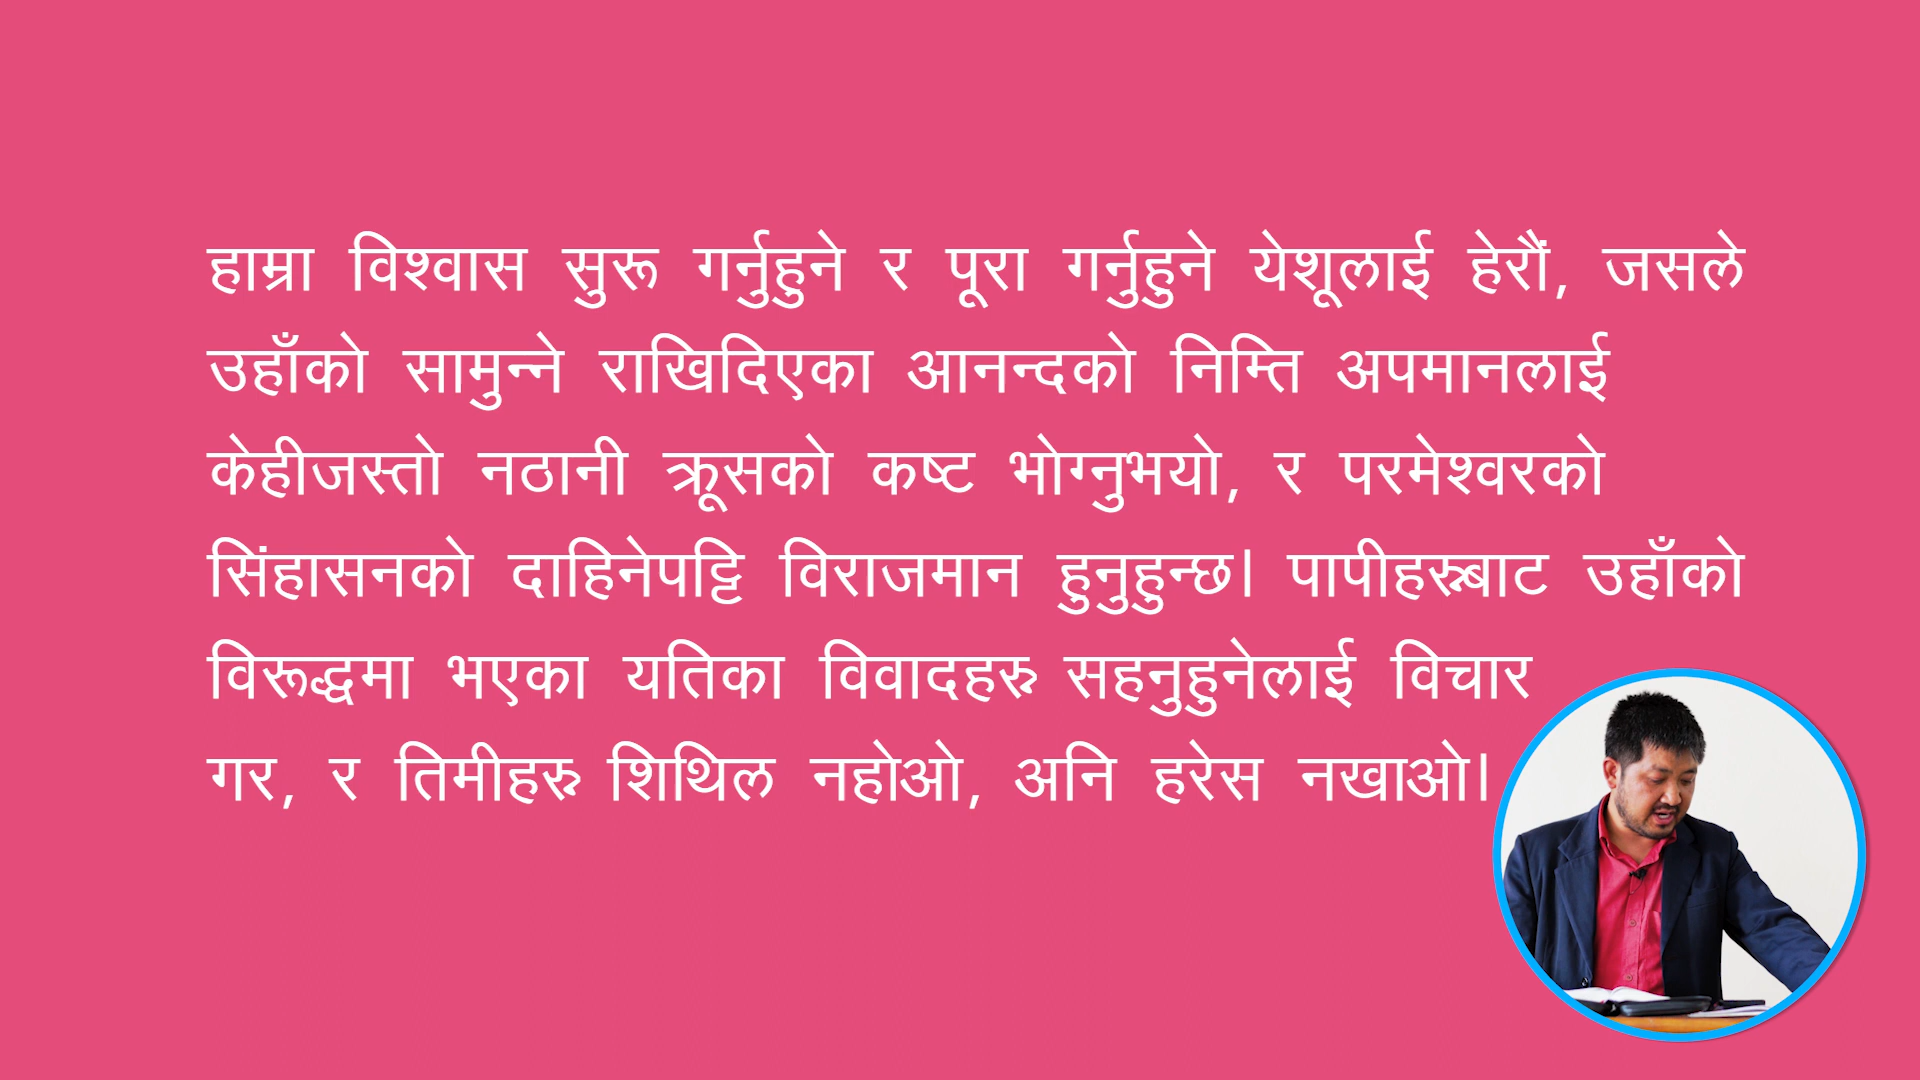 हाम्रा विश्वास सुरू गर्नुहुने र पूरा गर्नुहुने येशूलाई हेरौं, जसले
उहाँको सामुन्ने राखिदिएका आनन्दको निम्ति अपमानलाई
केहीजस्तो नठानी क्रूसको कष्ट भोग्नुभयो, र परमेश्वरको
सिंहासनको दाहिनेपट्टि विराजमान हुनुहुन्छ। पापीहरुबाट उहाँको
विरूद्धमा भएका यतिका विवादहरु सहनुहुनेलाई विचार
गर, र तिमीहरु शिथिल नहोओ, अनि हरेस नखाओ।